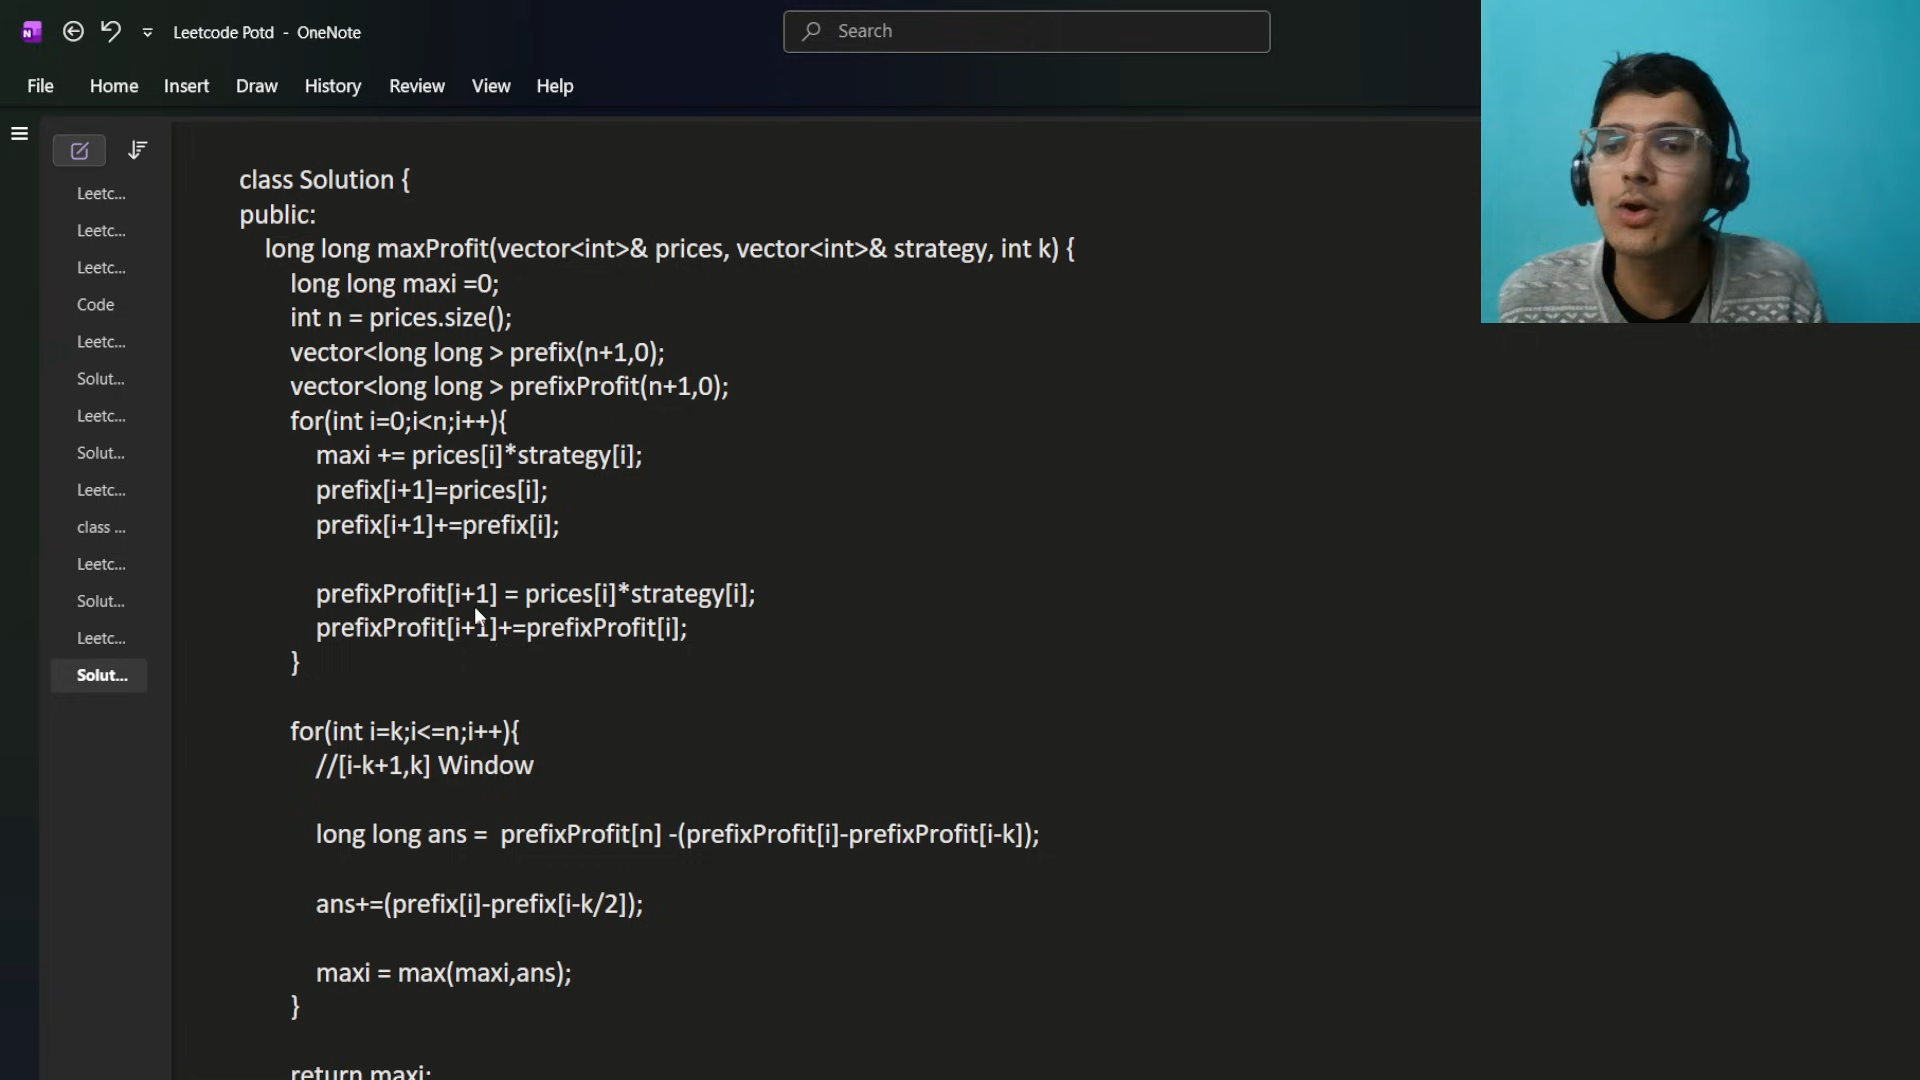 Leetcode Potd - OneNote
Search
File Home Insert Draw History Review View Help
Leetc...
Leetc...
Leetc...
Code
Leetc...
Solut...
Leetc...
Solut...
Leetc...
class ...
Leetc...
Solut...
Leetc...
Solut...
class Solution {
public:
long long maxProfit(vector<int>& prices, vector<int>& strategy, int k) {
long long maxi =0;
int n = prices.size();
vector<long long > prefix(n+1,0);
vector<long long > prefixProfit(n+1,0);
for(int i=0;i<n;i++){
maxi += prices[i]*strategy[i];
prefix[i+1]=prices[i];
prefix[i+1]+=prefix[i];
prefixProfit[i+1] = prices[i]*strategy[i];
prefixProfit[i+1]+=prefixProfit[i];
}
for(int i=k;i<=n;i++){
//[i-k+1,k] Window
long long ans =  prefixProfit[n] -(prefixProfit[i]-prefixProfit[i-k]);
ans+=(prefix[i]-prefix[i-k/2]);
maxi = max(maxi,ans);
}
return maxi;